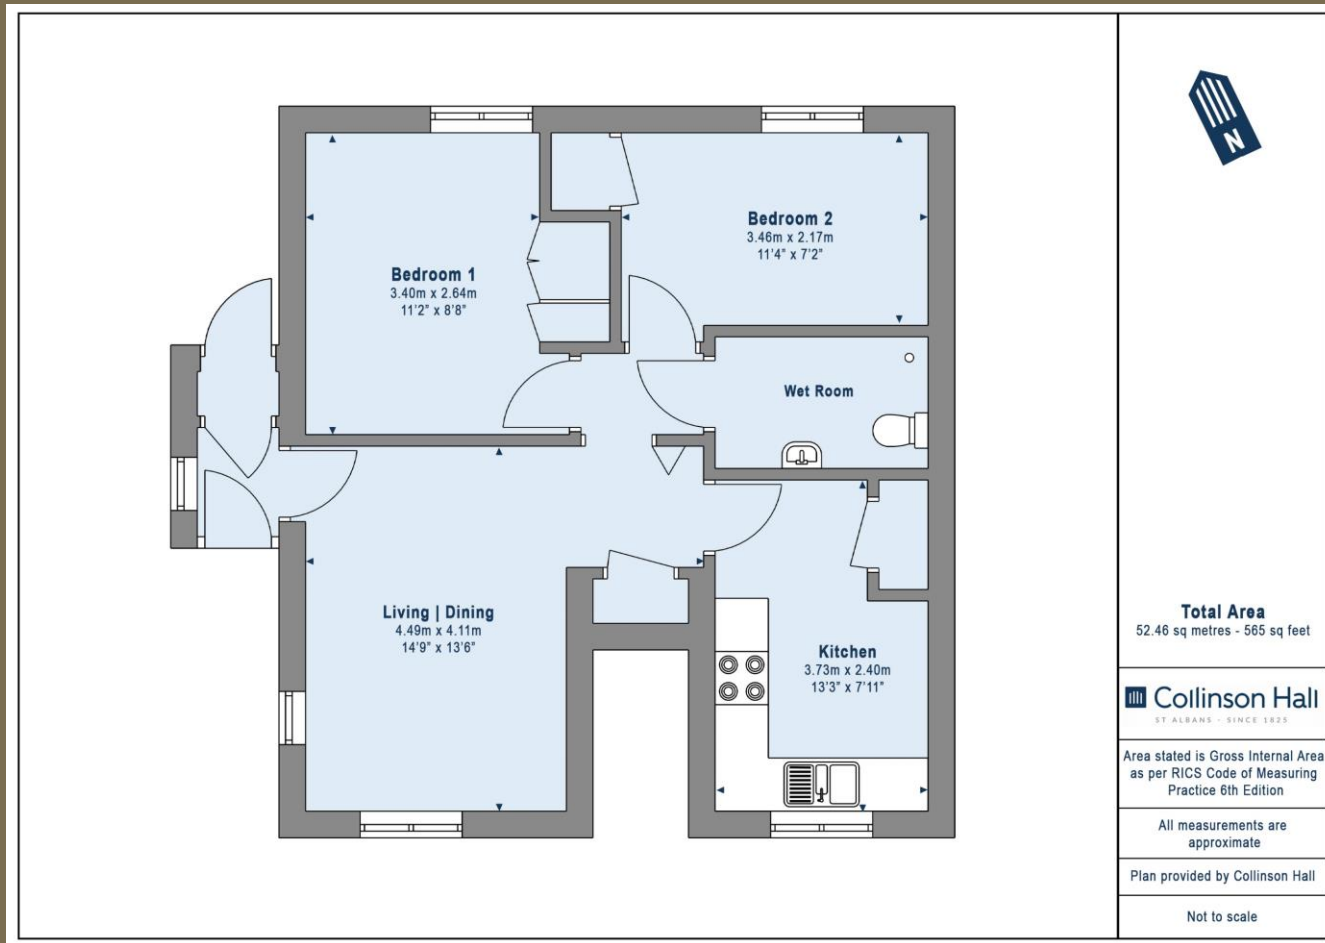 N
Bedroom 1
3.40m x 2.64m
11'2" x 8'8"
Bedroom 2
3.46m x 2.17m
11'4" x 7'2"
Wet Room
Living | Dining
4.49m x 4.11m
14'9" x 13'6"
Kitchen
3.73m x 2.40m
13'3" x 7'11"
Total Area
52.46 sq metres - 565 sq feet
Collinson Hall
ST ALBANS - SINCE 1825
Area stated is Gross Internal Area
as per RICS Code of Measuring
Practice 6th Edition
All measurements are
approximate
Plan provided by Collinson Hall
Not to scale